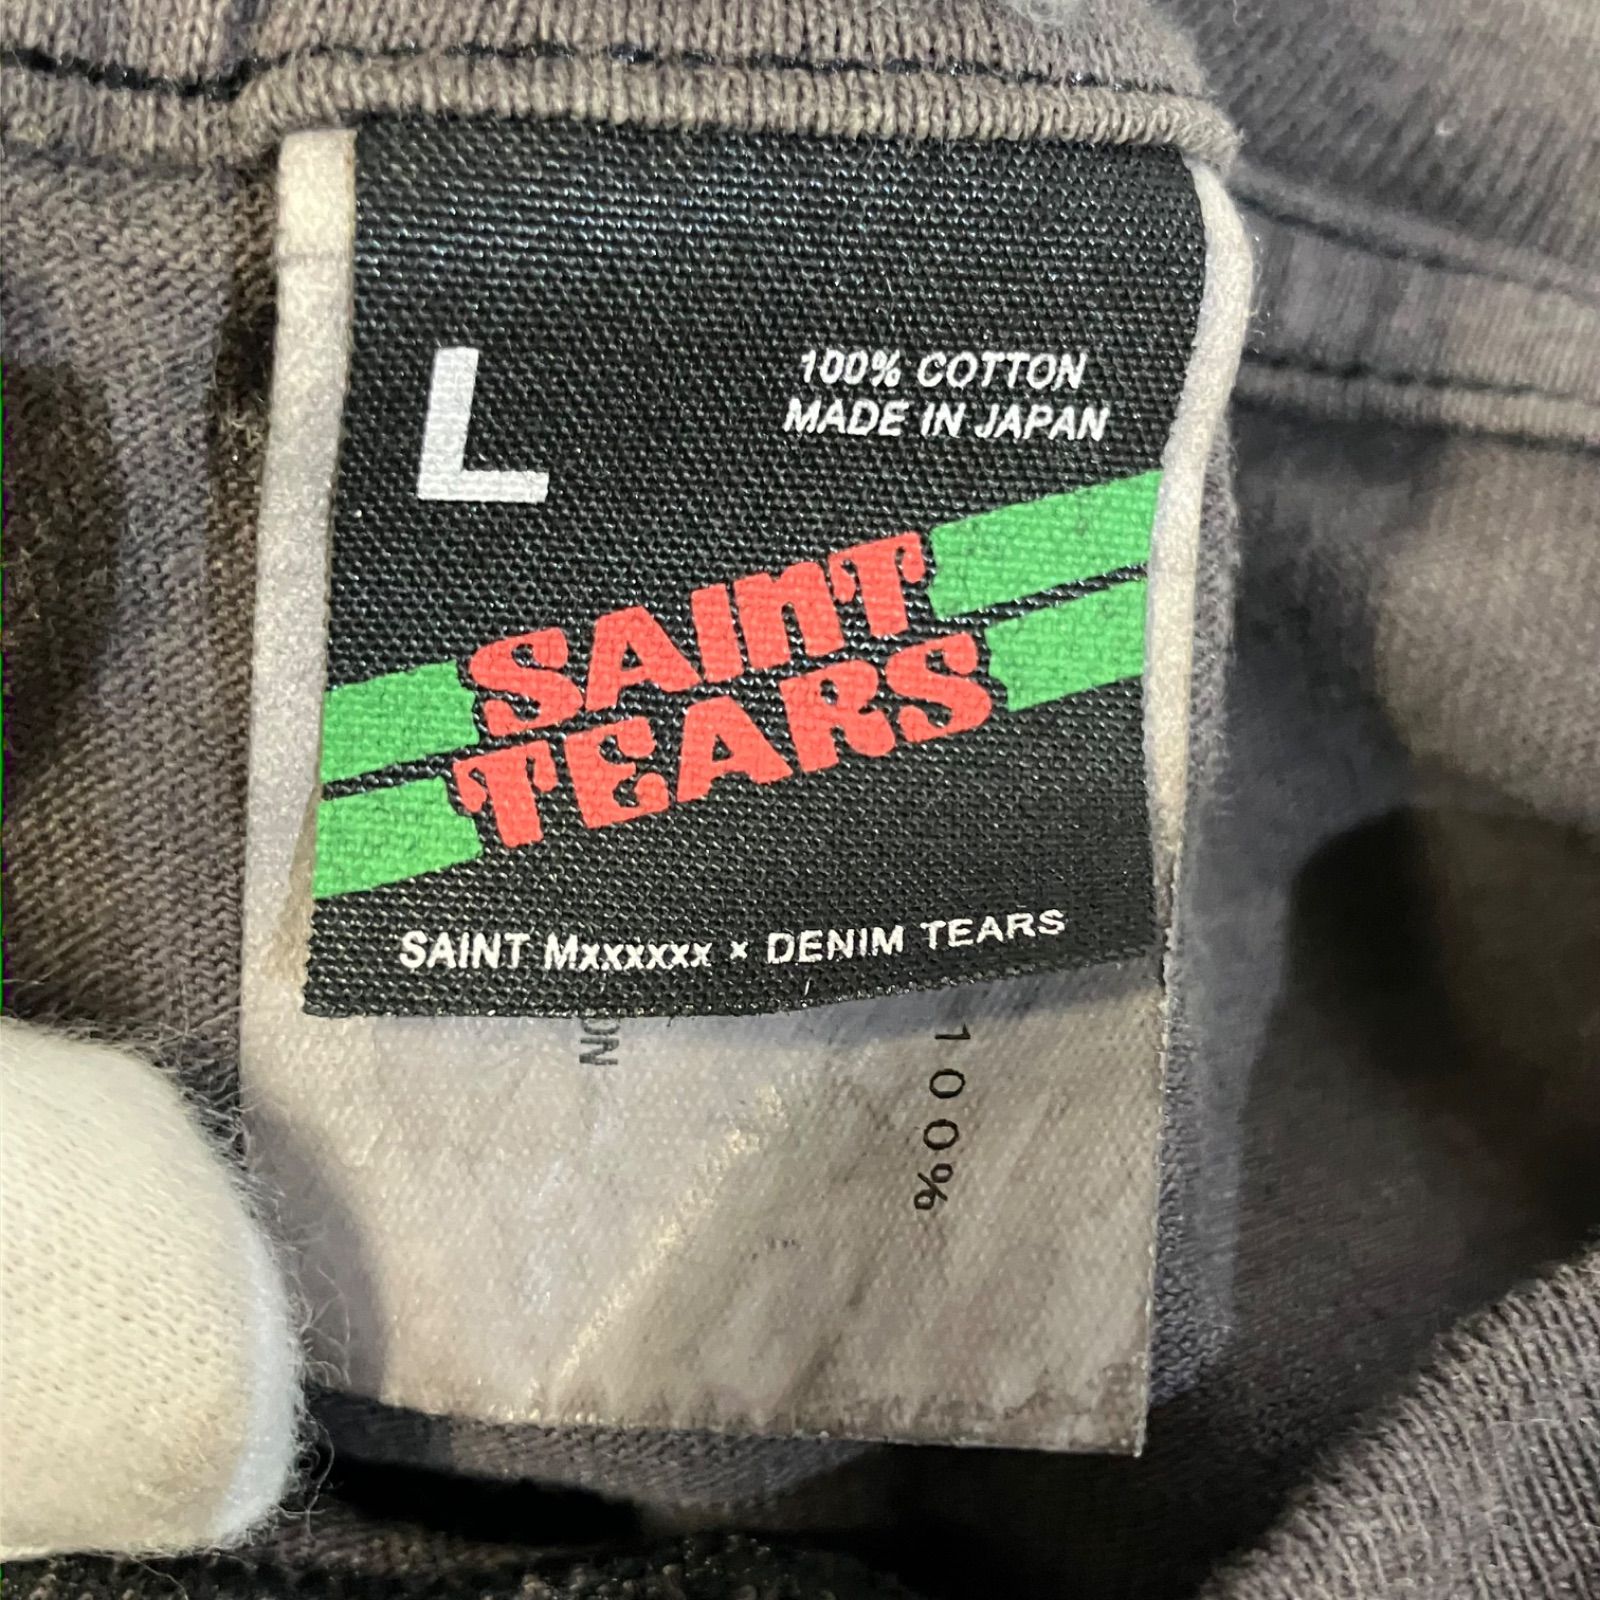 L
100% COTTON
MADE IN JAPAN
SAINT
TEARS
SAINT Mxxxxxx × DENIM TEARS
100%